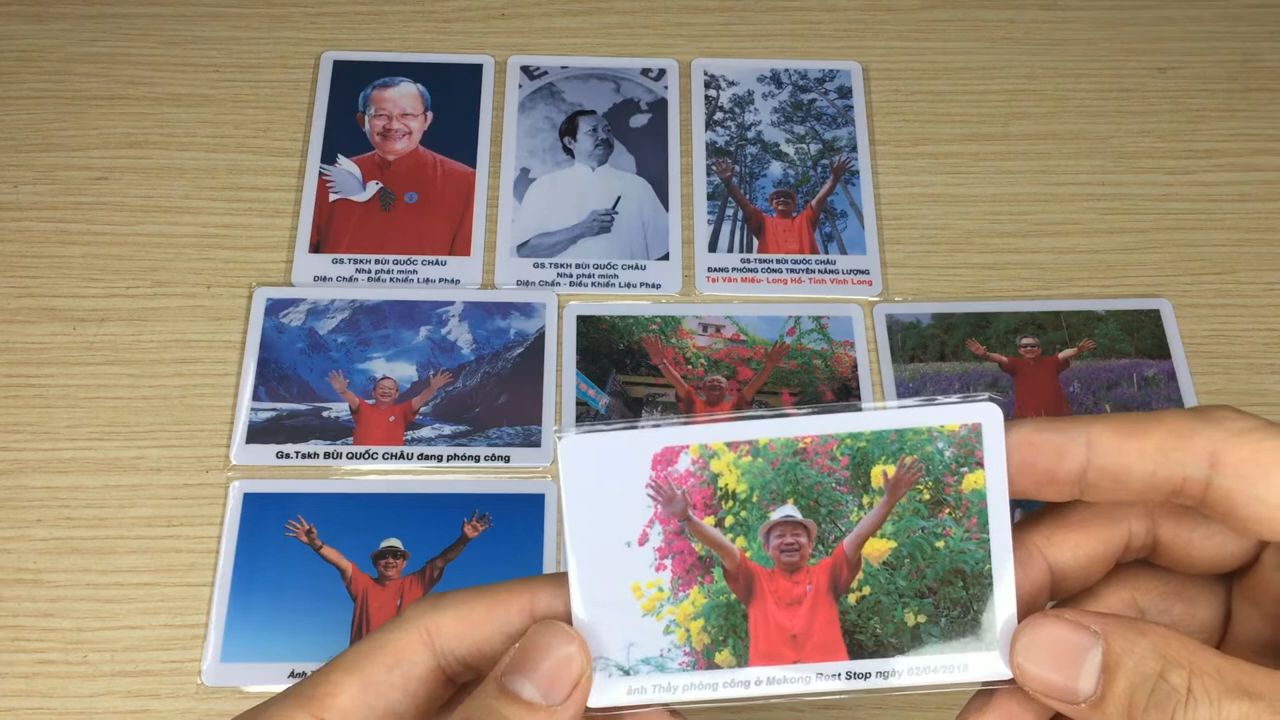 GS.TSKH BÙI QUỐC CHÂU
Nhà phát minh
Diện Chẩn - Điều Khiển Liệu Pháp
GS.TSKH BÙI QUỐC CHÂU
Nhà phát minh
Diện Chẩn - Điều Khiển Liệu Pháp
GS-TSKH BÙI QUỐC CHÂU
ĐANG PHÓNG CÔNG TRUYỀN NĂNG LƯỢNG
Tại Văn Miếu- Long Hồ- Tỉnh Vĩnh Long
Gs.Tskh BÙI QUỐC CHÂU đang phóng công
Ảnh
ảnh Thầy phóng công ở Mekong Rest Stop ngày 02/04/2016